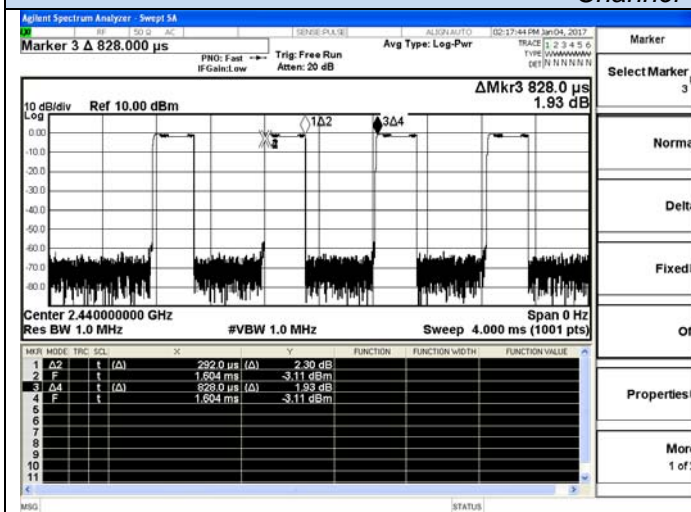 Channel
Agilent Spectrum Analyzer - Swept SA
RF 50 Ω AC SENSE:PULSE ALIGN AUTO 02:17:44 PM Jan 04, 2017
Marker 3 Δ 828.000 µs
PNO: Fast
IFGain:Low
Trig: Free Run
Atten: 20 dB
Avg Type: Log-Pwr
TRACE 1 2 3 4 5 6
TYPE
DET N N N N N N
Marker
Select Marker
3
ΔMkr3 828.0 µs
1.93 dB
10 dB/div Ref 10.00 dBm
Log
1Δ2
3Δ4
0.00
-10.0
-20.0
-30.0
-40.0
-50.0
-60.0
-70.0
-80.0
Normal
Delta
Fixed
Center 2.440000000 GHz
Span 0 Hz
Res BW 1.0 MHz
#VBW 1.0 MHz
Sweep 4.000 ms (1001 pts)
MKR MODE TRC SCL X Y FUNCTION FUNCTION WIDTH FUNCTION VALUE
1 Δ2 t (Δ) 292.0 µs (Δ) 2.30 dB
2 F t 1.604 ms -3.11 dBm
3 Δ4 t (Δ) 828.0 µs (Δ) 1.93 dB
4 F t 1.604 ms -3.11 dBm
5
6
7
8
9
10
11
Properties
More
1 of
MSG
STATUS